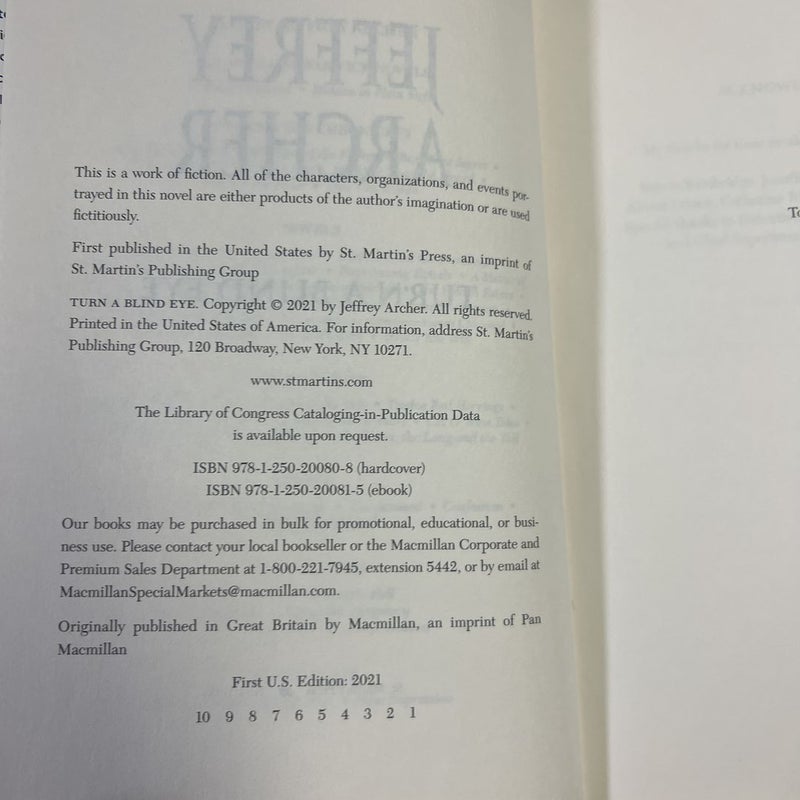 JEFFREY
ARCHER
This is a work of fiction. All of the characters, organizations, and events por-
trayed in this novel are either products of the author's imagination or are used
fictitiously.
First published in the United States by St. Martin's Press, an imprint of
St. Martin's Publishing Group
TURN A BLIND EYE. Copyright © 2021 by Jeffrey Archer. All rights reserved.
Printed in the United States of America. For information, address St. Martin's
Publishing Group, 120 Broadway, New York, NY 10271.
www.stmartins.com
The Library of Congress Cataloging-in-Publication Data
is available upon request.
ISBN 978-1-250-20080-8 (hardcover)
ISBN 978-1-250-20081-5 (ebook)
Our books may be purchased in bulk for promotional, educational, or busi-
ness use. Please contact your local bookseller or the Macmillan Corporate and
Premium Sales Department at 1-800-221-7945, extension 5442, or by email at
MacmillanSpecialMarkets@macmillan.com.
Originally published in Great Britain by Macmillan, an imprint of Pan
Macmillan
First U.S. Edition: 2021
10 9 8 7 6 5 4 3 2 1